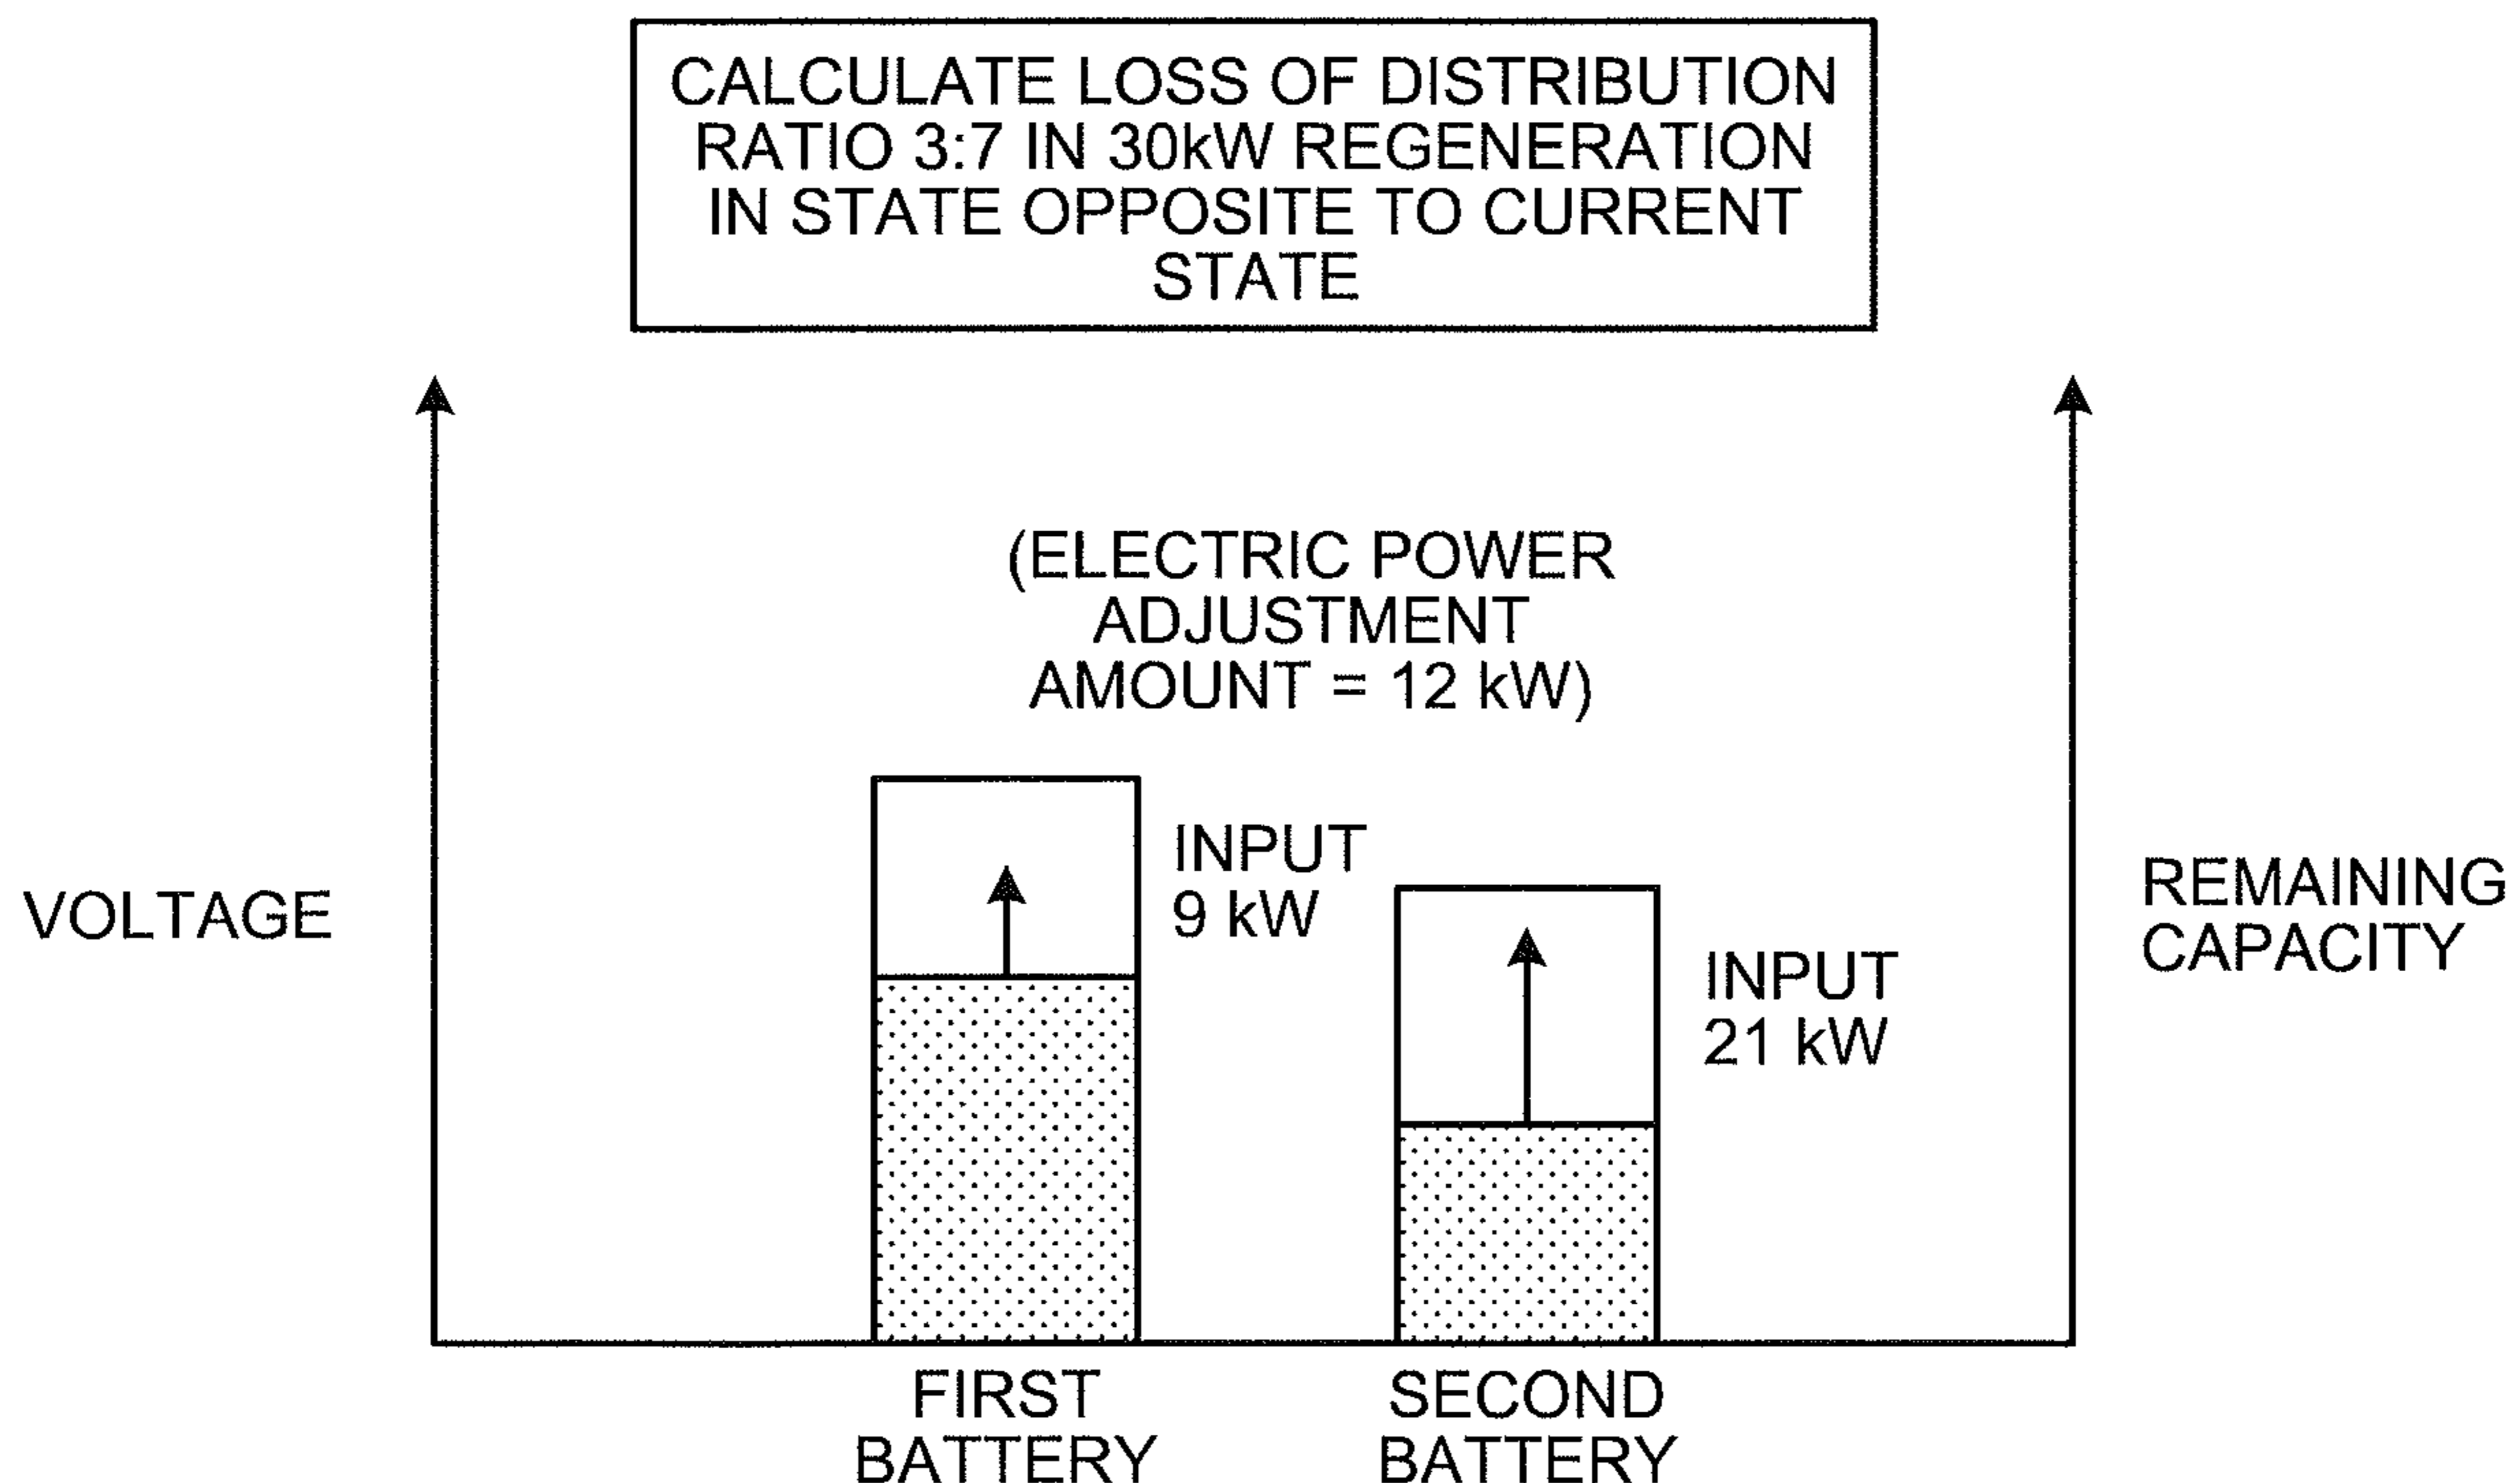 CALCULATE LOSS OF DISTRIBUTION
RATIO 3:7 IN 30kW REGENERATION
IN STATE OPPOSITE TO CURRENT
STATE
(ELECTRIC POWER
ADJUSTMENT
AMOUNT = 12 kW)
VOLTAGE
INPUT
9 kW
INPUT
21 kW
REMAINING
CAPACITY
FIRST
BATTERY
SECOND
BATTERY